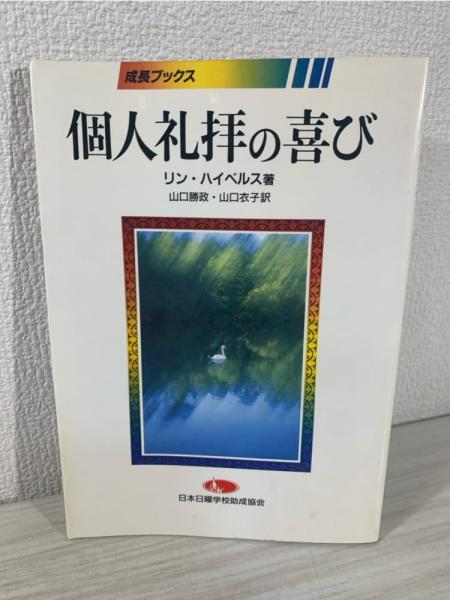 成長ブックス
個人礼拝の喜び
リン・ハイベルス著
山口勝政・山口衣子訳
日本日曜学校助成協会